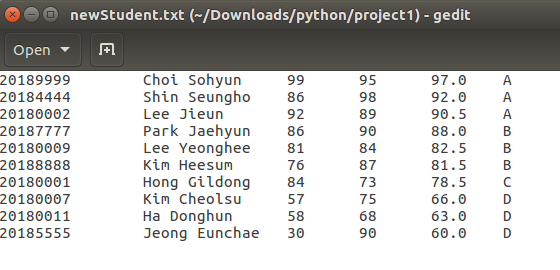 newStudent.txt (~/Downloads/python/project1) - gedit
Open
20189999 Choi Sohyun 99 95 97.0 A
20184444 Shin Seungho 86 98 92.0 A
20180002 Lee Jieun 92 89 90.5 A
20187777 Park Jaehyun 86 90 88.0 B
20180009 Lee Yeonghee 81 84 82.5 B
20188888 Kim Heesum 76 87 81.5 B
20180001 Hong Gildong 84 73 78.5 C
20180007 Kim Cheolsu 57 75 66.0 D
20180011 Ha Donghun 58 68 63.0 D
20185555 Jeong Eunchae 30 90 60.0 D